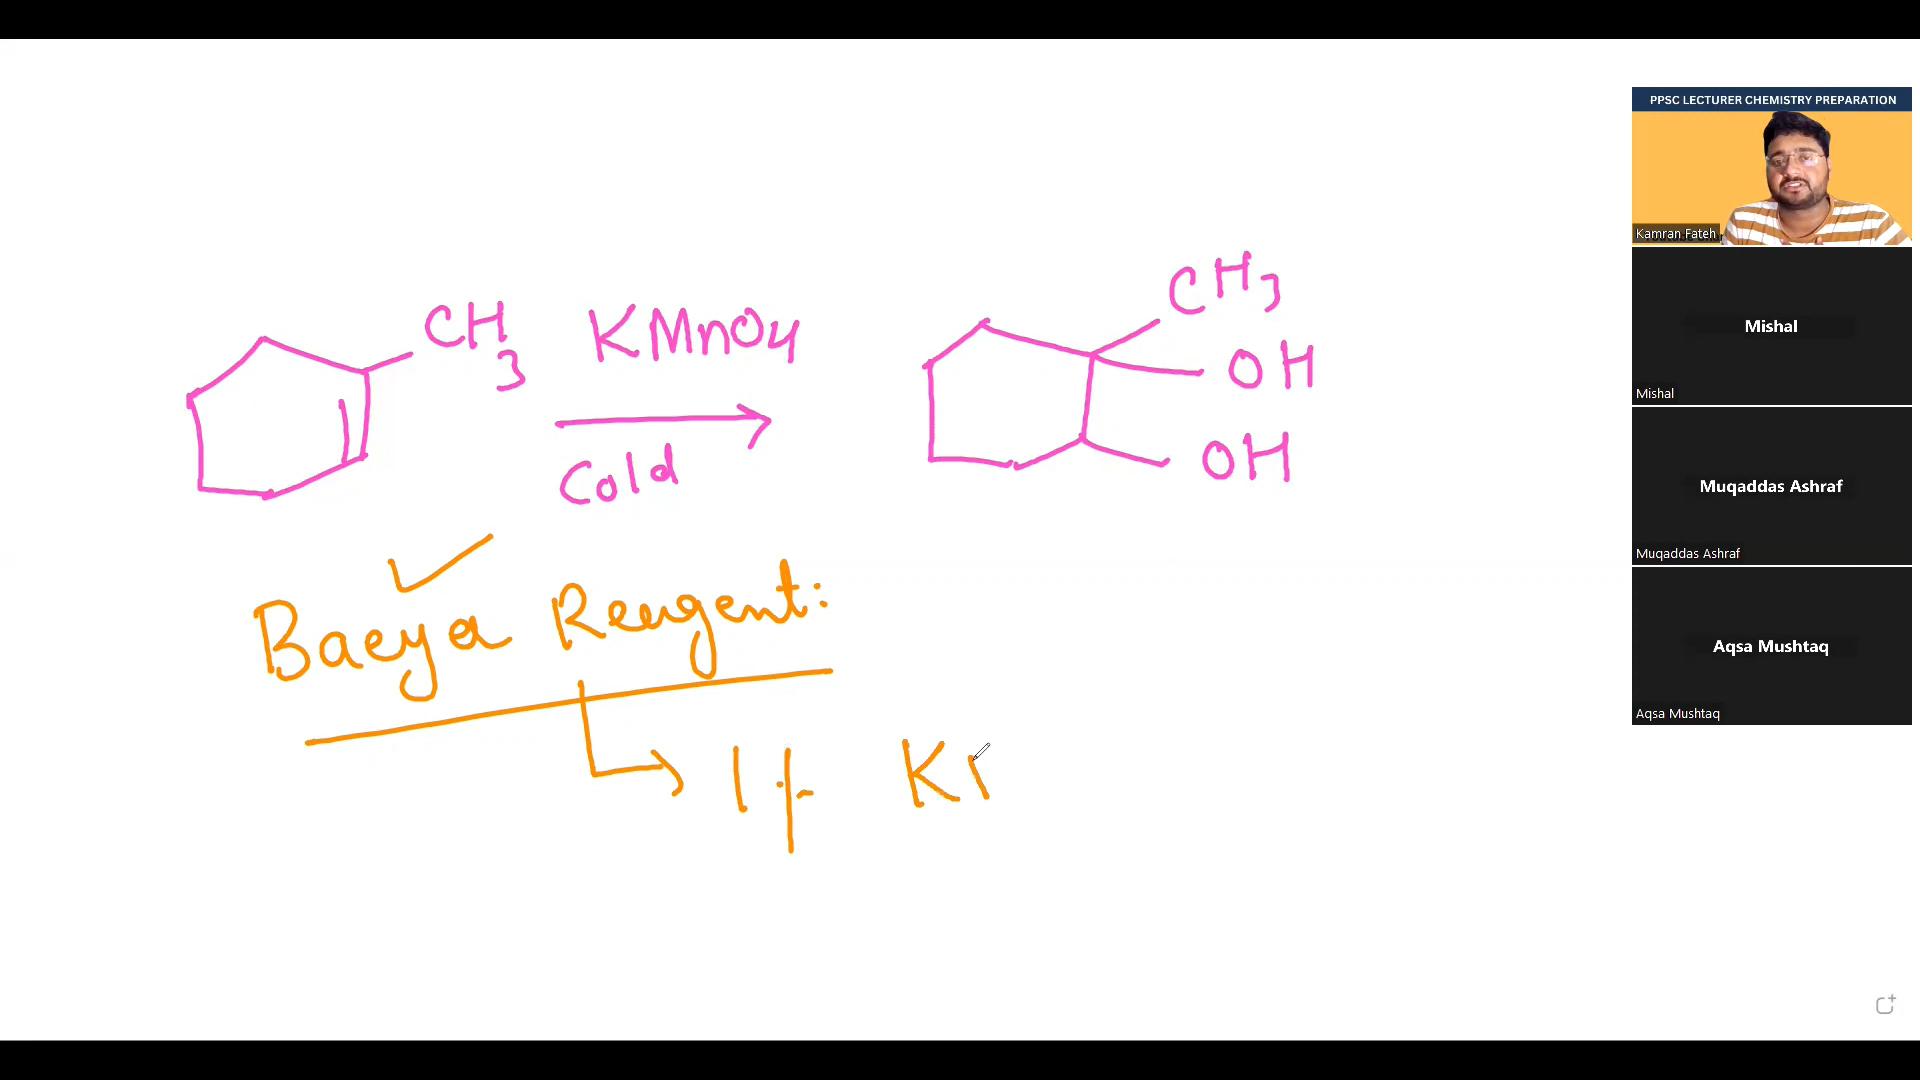 PPSC LECTURER CHEMISTRY PREPARATION
Kamran Fateh
Mishal
Mishal
Muqaddas Ashraf
Muqaddas Ashraf
Aqsa Mushtaq
Aqsa Mushtaq
CH3 KMnO4
Cold
CH3
OH
OH
Reagent:
1 K